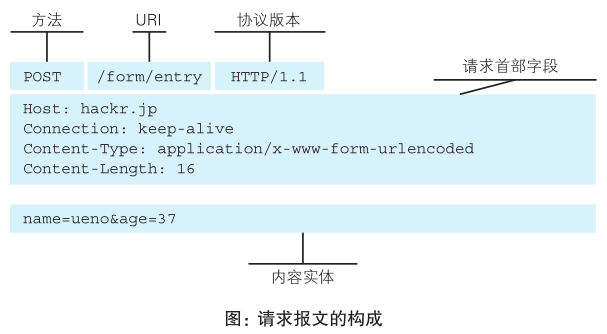 方法 URI 协议版本
POST /form/entry HTTP/1.1
请求首部字段
Host: hackr.jp
Connection: keep-alive
Content-Type: application/x-www-form-urlencoded
Content-Length: 16
name=ueno&age=37
内容实体
图：请求报文的构成